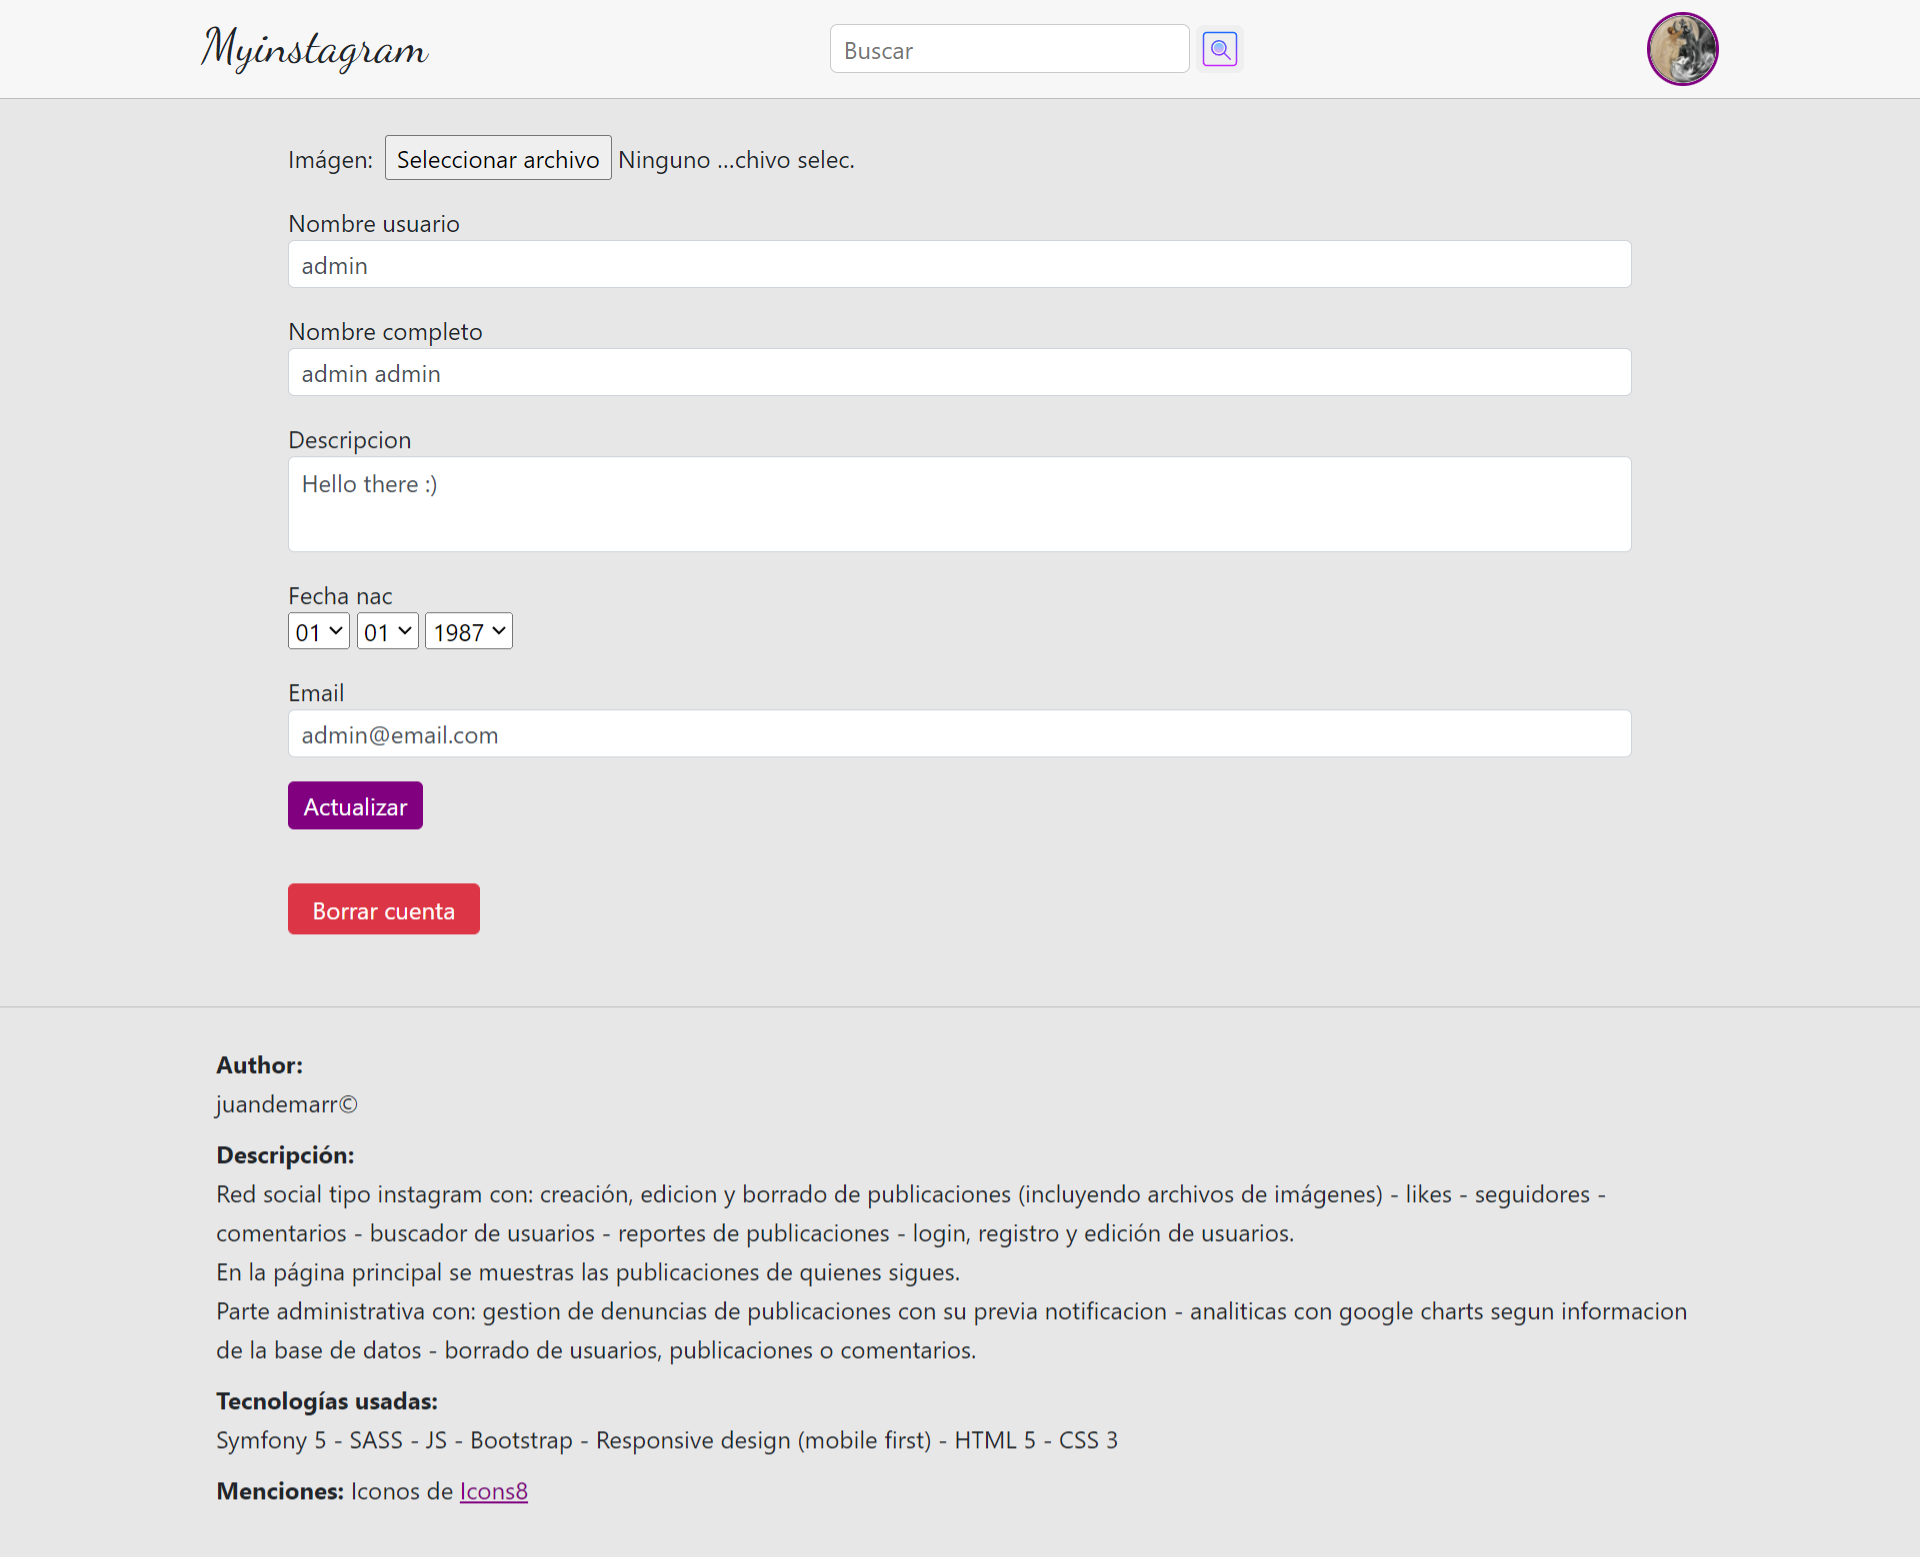 Myinstagram
Buscar
Imágen: Seleccionar archivo Ninguno ...chivo selec.
Nombre usuario
admin
Nombre completo
admin admin
Descripcion
Hello there :)
Fecha nac
01 01 1987
Email
admin@email.com
Actualizar
Borrar cuenta
Author:
juandemarr©
Descripción:
Red social tipo instagram con: creación, edicion y borrado de publicaciones (incluyendo archivos de imágenes) - likes - seguidores -
comentarios - buscador de usuarios - reportes de publicaciones - login, registro y edición de usuarios.
En la página principal se muestras las publicaciones de quienes sigues.
Parte administrativa con: gestion de denuncias de publicaciones con su previa notificacion - analiticas con google charts segun informacion
de la base de datos - borrado de usuarios, publicaciones o comentarios.
Tecnologías usadas:
Symfony 5 - SASS - JS - Bootstrap - Responsive design (mobile first) - HTML 5 - CSS 3
Menciones: Iconos de Icons8